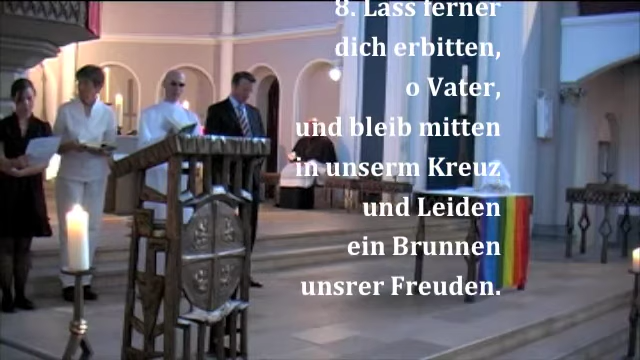 8. Lass ferner
dich erbitten,
o Vater,
und bleib mitten
in unserm Kreuz
und Leiden
ein Brunnen
unsrer Freuden.